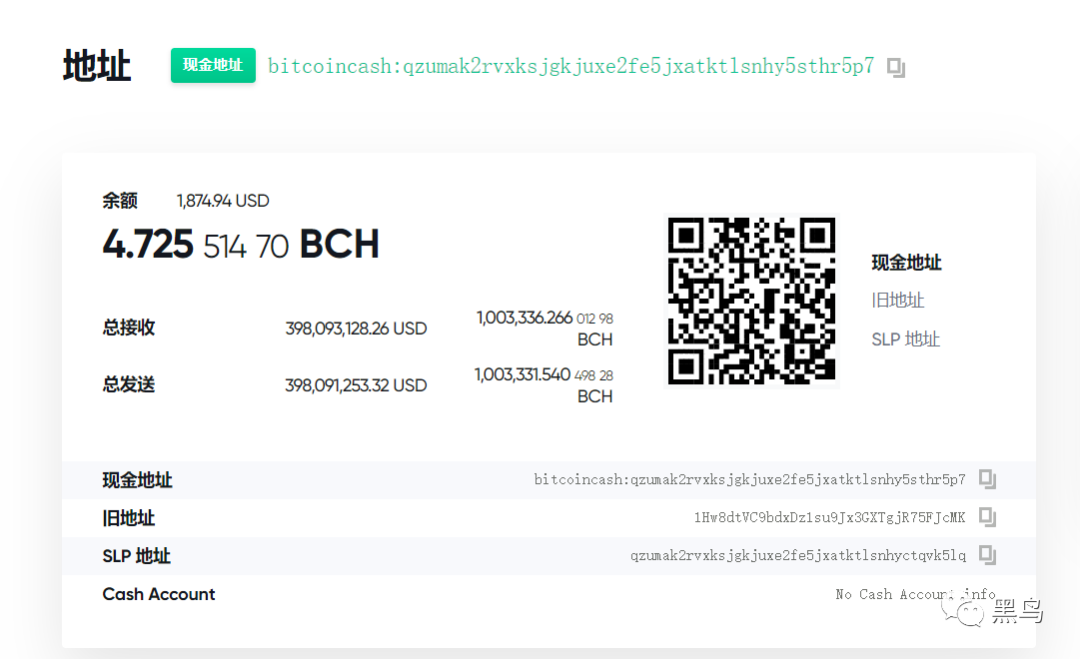 地址 现金地址 bitcoincash:qzumak2rvxksjgkjuxe2fe5jxatktlsnhy5sthr5p7
余额 1,874.94 USD
4.725 514 70 BCH
总接收 398,093,128.26 USD 1,003,336.266 012 98
BCH
总发送 398,091,253.32 USD 1,003,331.540 498 28
BCH
现金地址
旧地址
SLP 地址
现金地址 bitcoincash:qzumak2rvxksjgkjuxe2fe5jxatktlsnhy5sthr5p7
旧地址 1Hw8dtVC9bdxDz1su9Jx3GXTgjR75FJcMK
SLP 地址 qzumak2rvxksjgkjuxe2fe5jxatktlsnhyctqvk5lq
Cash Account No Cash Account info
黑鸟